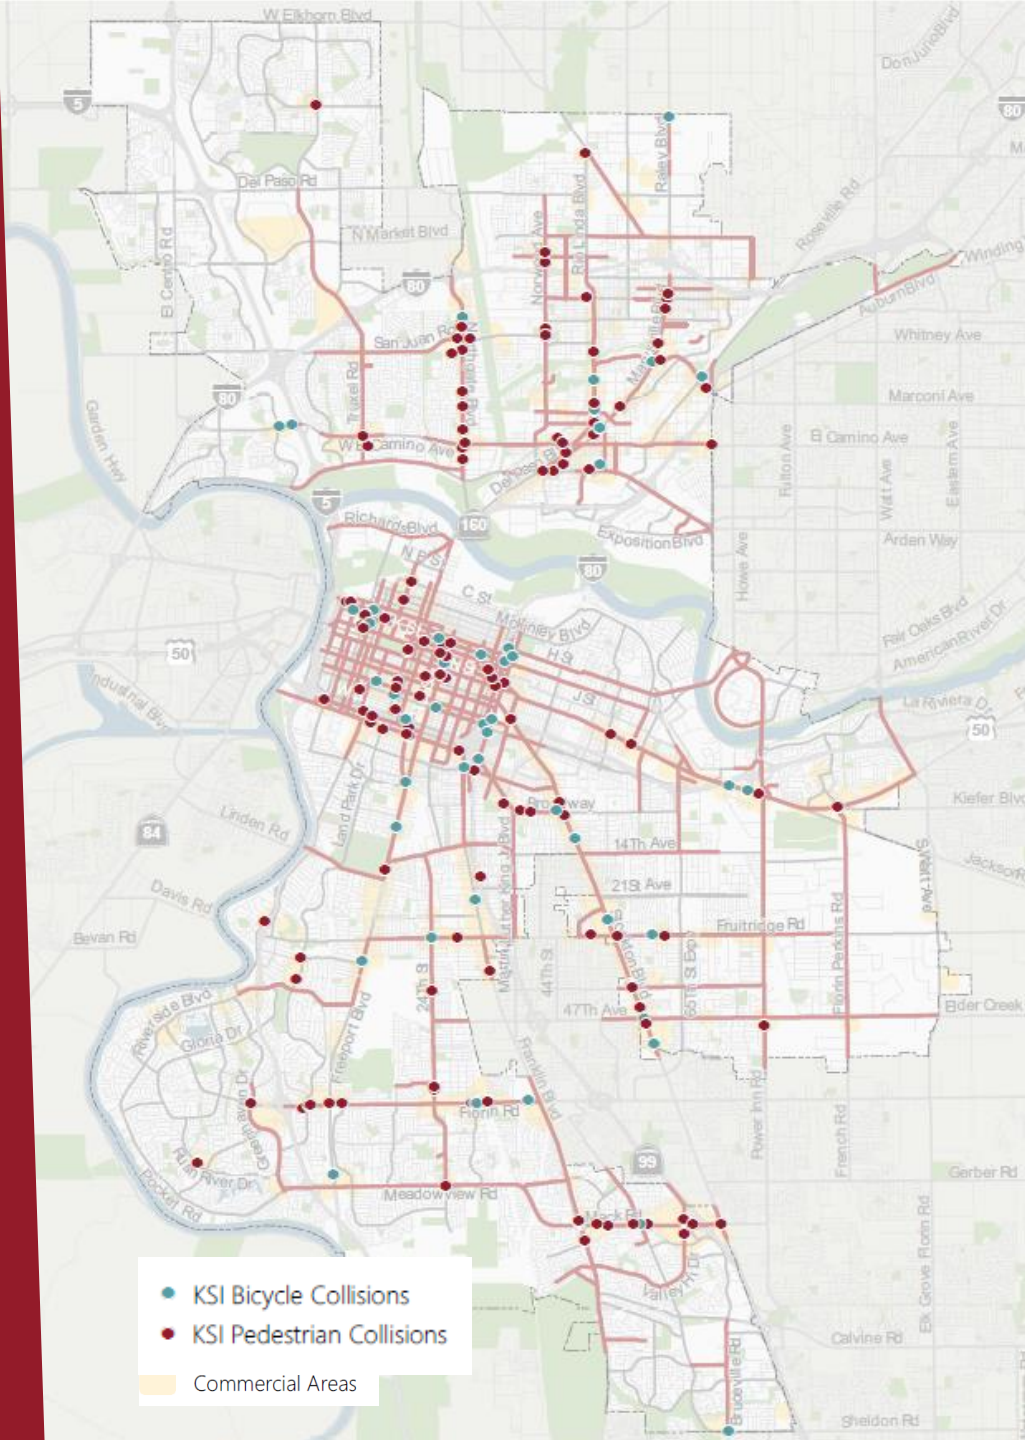 W Elkhorn Blvd
5
80
Raley Blvd
Roseville Rd
Del Paso Rd
Rio Linda Blvd
N Market Blvd
El Centro Rd
Norwood Ave
Winding
80
Auburn Blvd
San Juan Rd
Whitney Ave
Truxel Rd
80
Marconi Ave
Garden Hwy
El Camino Ave
W El Camino Ave
Fulton Ave
Watt Ave
Eastern Ave
5
Richards Blvd
160
Exposition Blvd
Arden Way
N B St
80
Howe Ave
C St
McKinley Blvd
Fair Oaks Blvd
American River Dr
50
H St
J St
Industrial Blvd
La Riviera Dr
50
Land Park Dr
Broadway
Kiefer Blvd
84
Linden Rd
14Th Ave
S Watt Ave
Jackson R
Davis Rd
21St Ave
Martin Luther King Jr Blvd
Bevan Rd
Fruitridge Rd
44Th St
Stockton Blvd
65Th St Expy
Florin Perkins Rd
24Th St
47Th Ave
Elder Creek
Riverside Blvd
Gloria Dr
Freeport Blvd
Franklin Blvd
Greenhaven Dr
Florin Rd
Power Inn Rd
French Rd
Rush River Dr
99
Gerber Rd
Pocket Rd
Meadowview Rd
Mack Rd
Elk Grove Florin Rd
Valley Hi Dr
KSI Bicycle Collisions
KSI Pedestrian Collisions
Calvine Rd
Commercial Areas
Bruceville Rd
Sheldon Rd